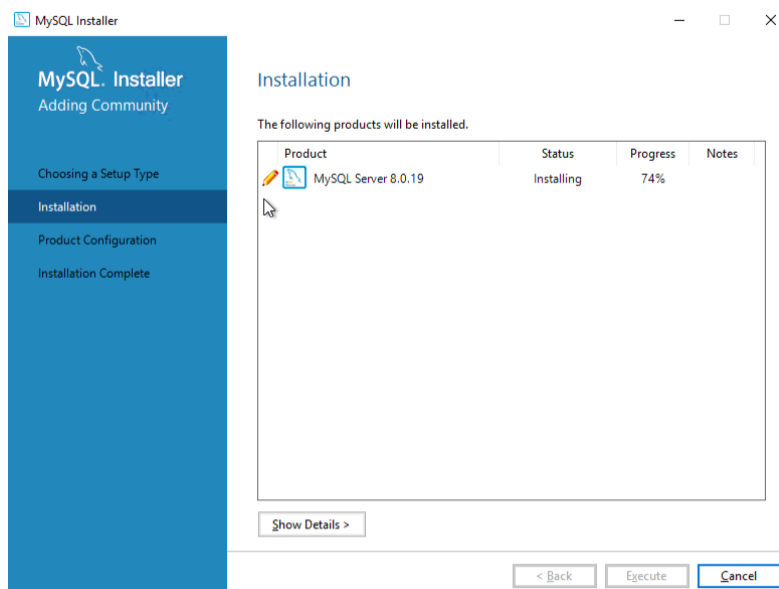 MySQL Installer
MySQL. Installer
Adding Community
Choosing a Setup Type
Installation
Product Configuration
Installation Complete
Installation
The following products will be installed.
Product Status Progress Notes
MySQL Server 8.0.19 Installing 74%
Show Details >
< Back Execute Cancel